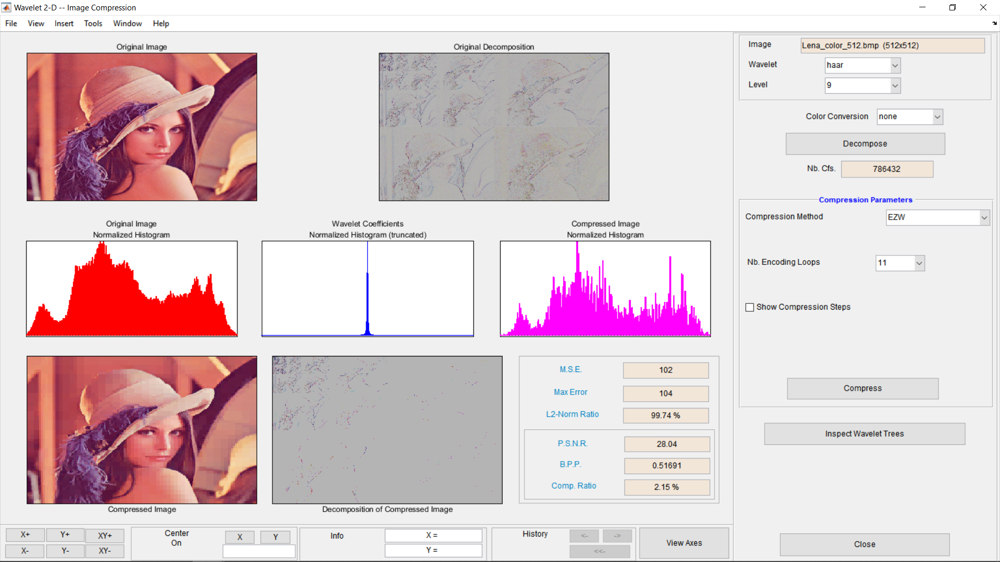 Wavelet 2-D -- Image Compression
File View Insert Tools Window Help
Original Image
Original Decomposition
Image Lena_color_512.bmp (512x512)
Wavelet haar
Level 9
Color Conversion none
Decompose
Nb. Cfs. 786432
Original Image
Normalized Histogram
Wavelet Coefficients
Normalized Histogram (truncated)
Compressed Image
Normalized Histogram
Compression Parameters
Compression Method EZW
Nb. Encoding Loops 11
Show Compression Steps
Compress
Inspect Wavelet Trees
Compressed Image
Decomposition of Compressed Image
M.S.E. 102
Max Error 104
L2-Norm Ratio 99.74 %
P.S.N.R. 28.04
B.P.P. 0.51691
Comp. Ratio 2.15 %
X+ Y+ XY+
X- Y- XY-
Center
On
X Y
Info
X =
Y =
History
<- ->
<<-
View Axes
Close